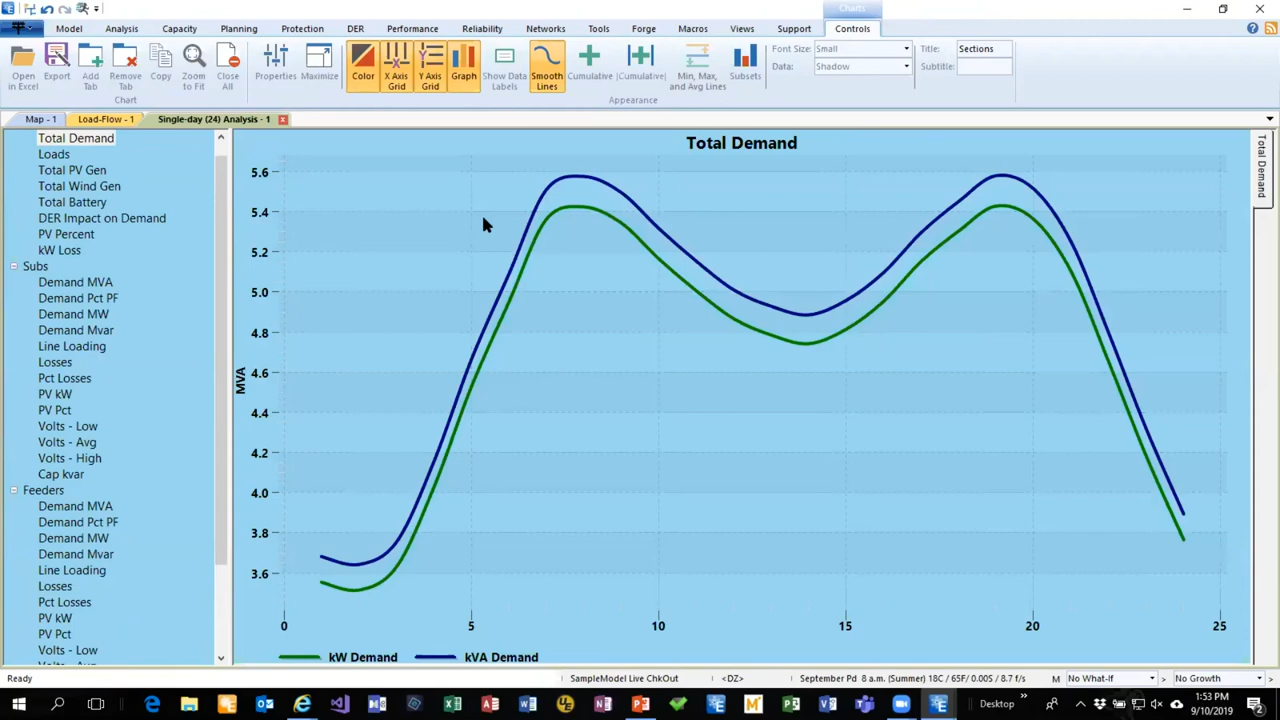 Charts
Model Analysis Capacity Planning Protection DER Performance Reliability Networks Tools Forge Macros Views Support Controls
Open in Excel
Export
Add Tab
Remove Tab
Copy
Zoom to Fit
Close All
Properties
Maximize
Color
X Axis Grid
Y Axis Grid
Graph
Show Data Labels
Smooth Lines
Cumulative
|Cumulative|
Min, Max, and Avg Lines
Subsets
Font Size: Small
Data: Shadow
Title: Sections
Subtitle:
Chart Appearance
Map - 1 Load-Flow - 1 Single-day (24) Analysis - 1
Total Demand
Loads
Total PV Gen
Total Wind Gen
Total Battery
DER Impact on Demand
PV Percent
kW Loss
Subs
Demand MVA
Demand Pct PF
Demand MW
Demand Mvar
Line Loading
Losses
Pct Losses
PV kW
PV Pct
Volts - Low
Volts - Avg
Volts - High
Cap kvar
Feeders
Demand MVA
Demand Pct PF
Demand MW
Demand Mvar
Line Loading
Losses
Pct Losses
PV kW
PV Pct
Volts - Low
Volts - Avg
Total Demand
Total Demand
MVA
5.6
5.4
5.2
5.0
4.8
4.6
4.4
4.2
4.0
3.8
3.6
0 5 10 15 20 25
kW Demand kVA Demand
Ready SampleModel Live ChkOut <DZ> September Pd 8 a.m. (Summer) 18C / 65F/ 0.00S / 8.7 f/s M No What-If No Growth
Desktop
1:53 PM
9/10/2019